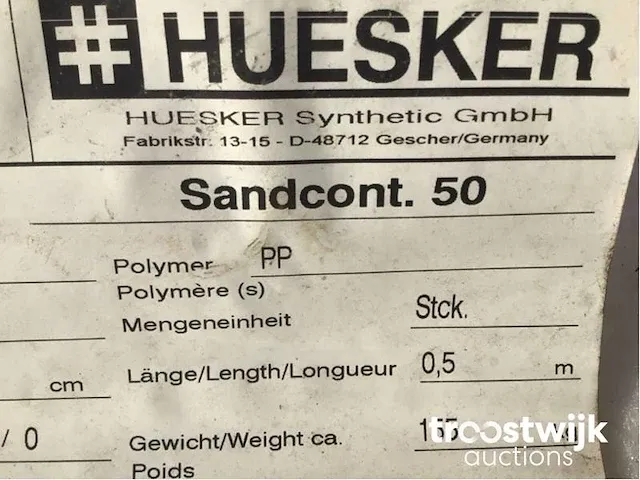 # HUESKER
HUESKER Synthetic GmbH
Fabrikstr. 13-15 - D-48712 Gescher/Germany
Sandcont. 50
Polymer PP
Polymère (s)
Mengeneinheit Stck.
cm Länge/Length/Longueur 0,5 m
/ 0 Gewicht/Weight ca. kg
Poids
troostwijk
auctions